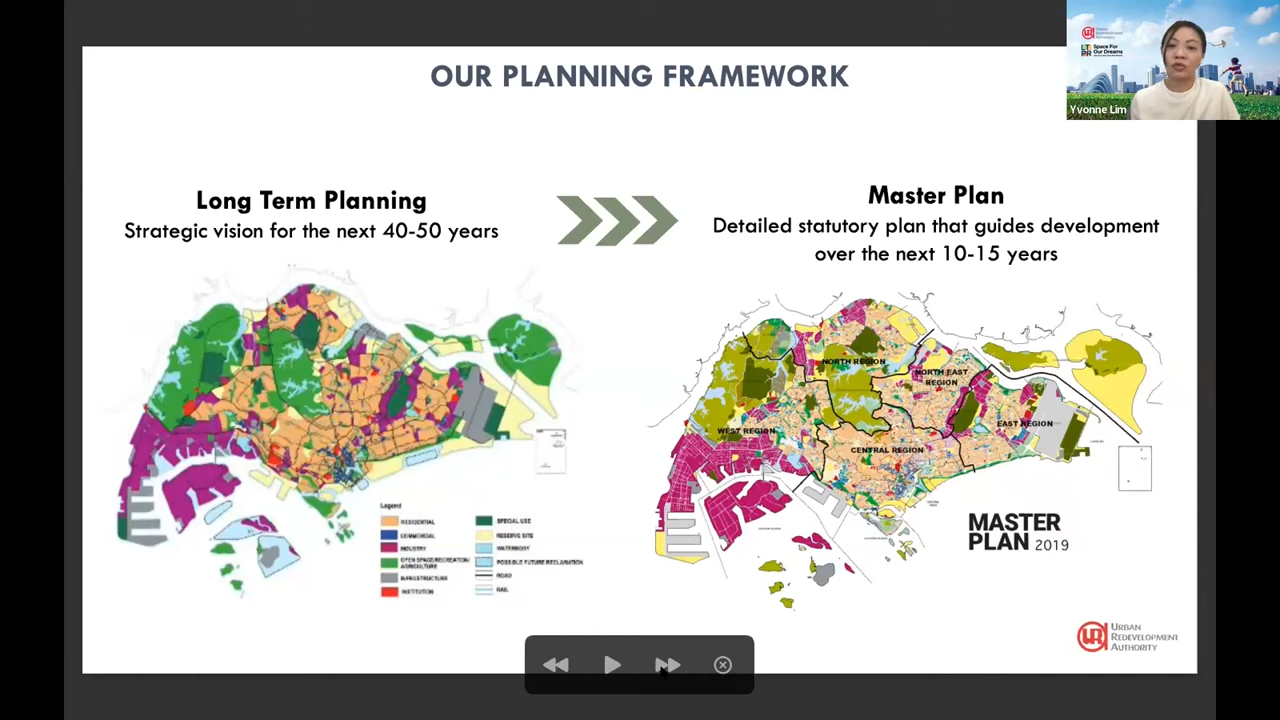 OUR PLANNING FRAMEWORK
URBAN
REDEVELOPMENT
AUTHORITY
Space For
Our Dreams
Yvonne Lim
Long Term Planning
Strategic vision for the next 40-50 years
Master Plan
Detailed statutory plan that guides development
over the next 10-15 years
Legend
RESIDENTIAL
COMMERCIAL
INDUSTRY
OPEN SPACE/RECREATION/
AGRICULTURE
INFRASTRUCTURE
INSTITUTION
SPECIAL USE
RESERVE SITE
WATERBODY
POSSIBLE FUTURE RECLAMATION
ROAD
RAIL
NORTH REGION
NORTH EAST
REGION
WEST REGION
EAST REGION
CENTRAL REGION
MASTER
PLAN 2019
URBAN
REDEVELOPMENT
AUTHORITY